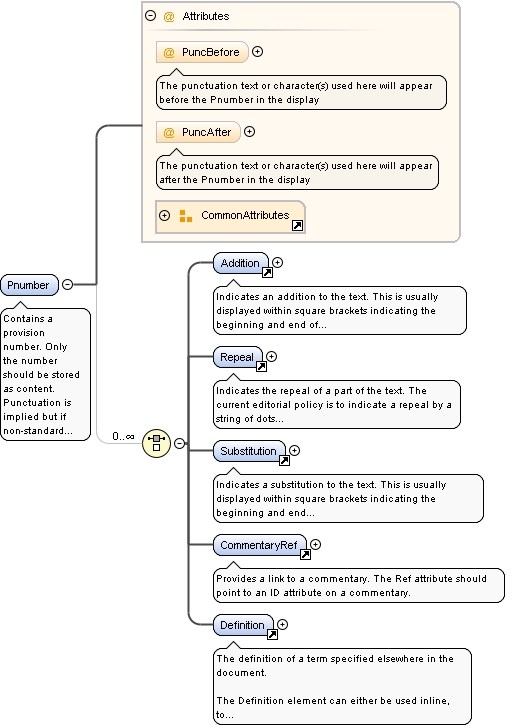 Attributes
@ PuncBefore
The punctuation text or character(s) used here will appear
before the Pnumber in the display
@ PuncAfter
The punctuation text or character(s) used here will appear
after the Pnumber in the display
CommonAttributes
Pnumber
Contains a
provision
number. Only
the number
should be stored
as content.
Punctuation is
implied but if
non-standard...
0..∞
Addition
Indicates an addition to the text. This is usually
displayed within square brackets indicating the
beginning and end of...
Repeal
Indicates the repeal of a part of the text. The
current editorial policy is to indicate a repeal by a
string of dots...
Substitution
Indicates a substitution to the text. This is usually
displayed within square brackets indicating the
beginning and end...
CommentaryRef
Provides a link to a commentary. The Ref attribute should
point to an ID attribute on a commentary.
Definition
The definition of a term specified elsewhere in the
document.
The Definition element can either be used inline,
to...